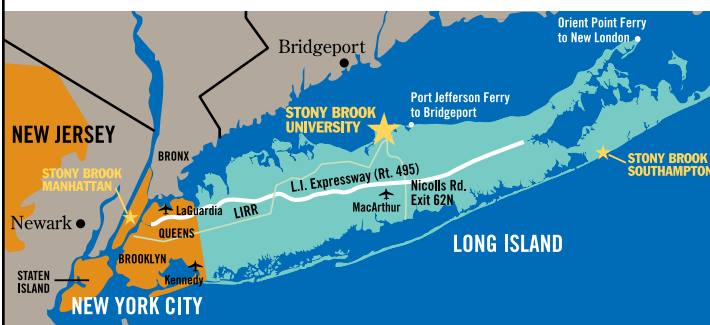 Orient Point Ferry
to New London
Bridgeport
Port Jefferson Ferry
to Bridgeport
STONY BROOK
UNIVERSITY
NEW JERSEY
BRONX
STONY BROOK
SOUTHAMPTON
STONY BROOK
MANHATTAN
L.I. Expressway (Rt. 495)
Nicolls Rd.
Exit 62N
MacArthur
LaGuardia
LIRR
Newark
QUEENS
LONG ISLAND
BROOKLYN
STATEN
ISLAND
Kennedy
NEW YORK CITY